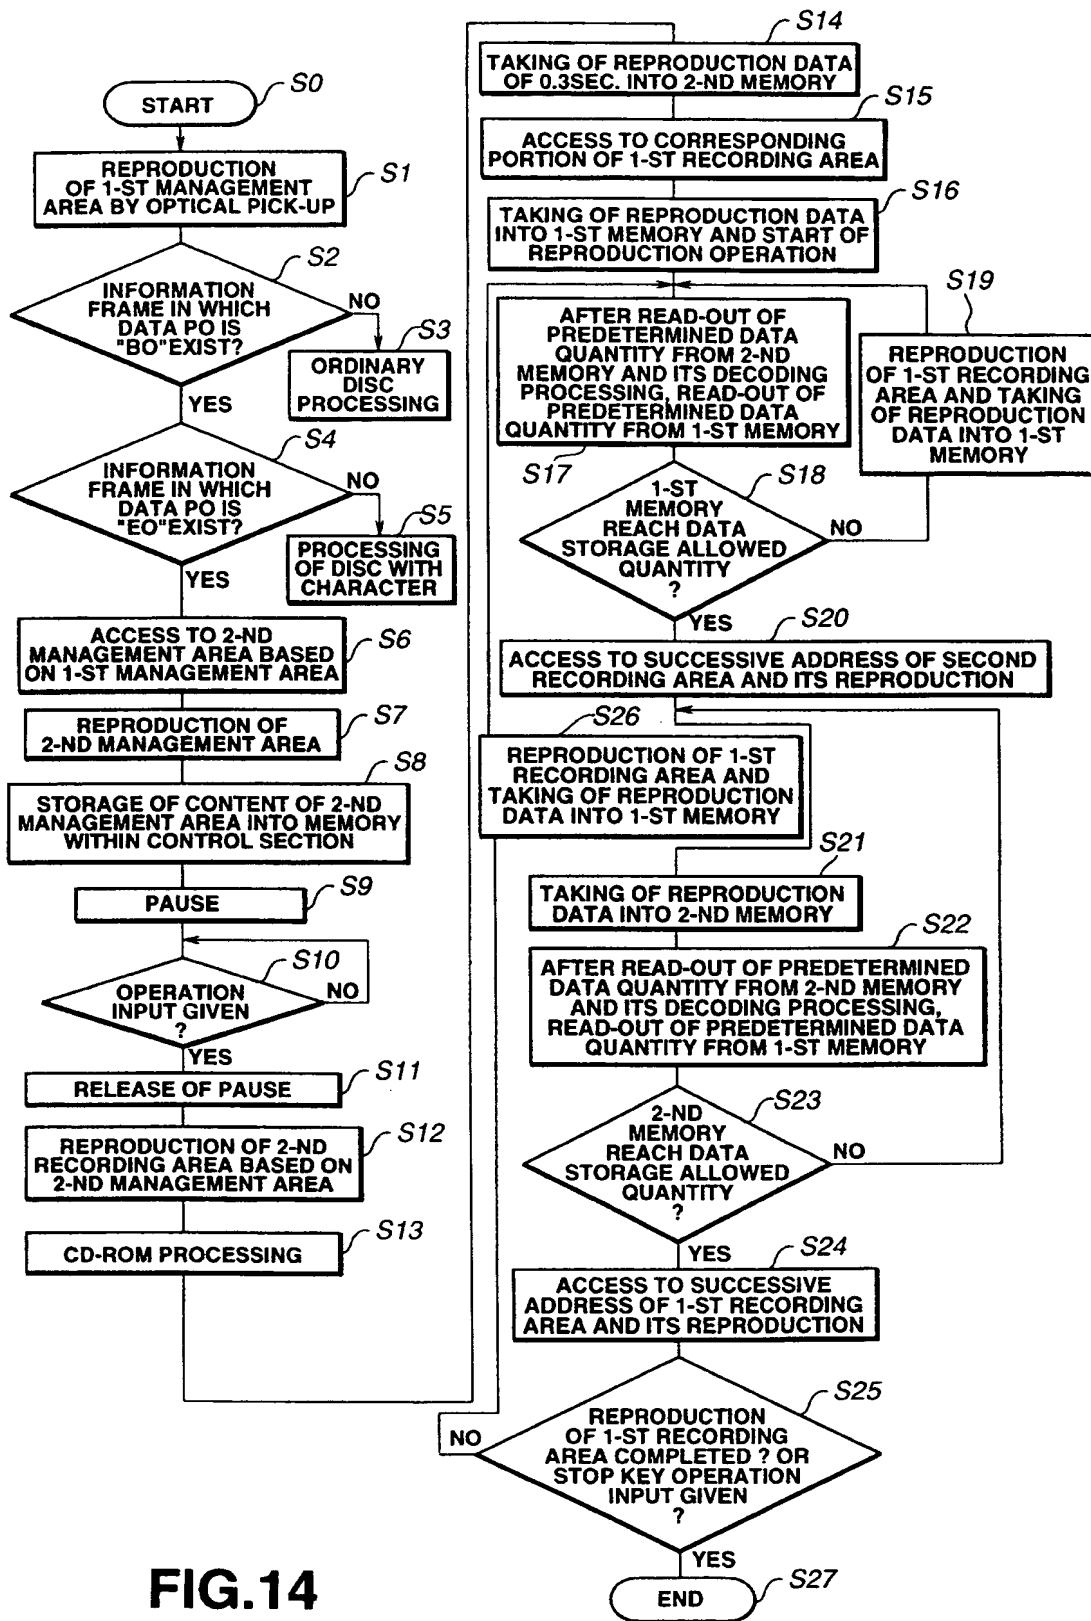 START
S0
REPRODUCTION
OF 1-ST MANAGEMENT
AREA BY OPTICAL PICK-UP
S1
INFORMATION
FRAME IN WHICH
DATA PO IS
"BO"EXIST?
S2
NO
YES
ORDINARY
DISC
PROCESSING
S3
INFORMATION
FRAME IN WHICH
DATA PO IS
"EO"EXIST?
S4
NO
YES
PROCESSING
OF DISC WITH
CHARACTER
S5
ACCESS TO 2-ND
MANAGEMENT AREA BASED
ON 1-ST MANAGEMENT AREA
S6
REPRODUCTION OF
2-ND MANAGEMENT AREA
S7
STORAGE OF CONTENT OF 2-ND
MANAGEMENT AREA INTO MEMORY
WITHIN CONTROL SECTION
S8
PAUSE
S9
OPERATION
INPUT GIVEN
?
S10
NO
YES
RELEASE OF PAUSE
S11
REPRODUCTION OF 2-ND
RECORDING AREA BASED ON
2-ND MANAGEMENT AREA
S12
CD-ROM PROCESSING
S13
TAKING OF REPRODUCTION DATA
OF 0.3SEC. INTO 2-ND MEMORY
S14
ACCESS TO CORRESPONDING
PORTION OF 1-ST RECORDING AREA
S15
TAKING OF REPRODUCTION DATA
INTO 1-ST MEMORY AND START OF
REPRODUCTION OPERATION
S16
AFTER READ-OUT OF
PREDETERMINED DATA
QUANTITY FROM 2-ND
MEMORY AND ITS DECODING
PROCESSING, READ-OUT OF
PREDETERMINED DATA
QUANTITY FROM 1-ST MEMORY
S17
1-ST
MEMORY
REACH DATA
STORAGE ALLOWED
QUANTITY
?
S18
NO
YES
REPRODUCTION
OF 1-ST RECORDING
AREA AND TAKING
OF REPRODUCTION
DATA INTO 1-ST
MEMORY
S19
ACCESS TO SUCCESSIVE ADDRESS OF SECOND
RECORDING AREA AND ITS REPRODUCTION
S20
REPRODUCTION OF 1-ST
RECORDING AREA AND
TAKING OF REPRODUCTION
DATA INTO 1-ST MEMORY
S26
TAKING OF REPRODUCTION
DATA INTO 2-ND MEMORY
S21
AFTER READ-OUT OF PREDETERMINED
DATA QUANTITY FROM 2-ND MEMORY
AND ITS DECODING PROCESSING,
READ-OUT OF PREDETERMINED DATA
QUANTITY FROM 1-ST MEMORY
S22
2-ND
MEMORY
REACH DATA
STORAGE ALLOWED
QUANTITY
?
S23
NO
YES
ACCESS TO SUCCESSIVE
ADDRESS OF 1-ST RECORDING
AREA AND ITS REPRODUCTION
S24
REPRODUCTION
OF 1-ST RECORDING
AREA COMPLETED ? OR
STOP KEY OPERATION
INPUT GIVEN
?
S25
NO
YES
END
S27
FIG.14